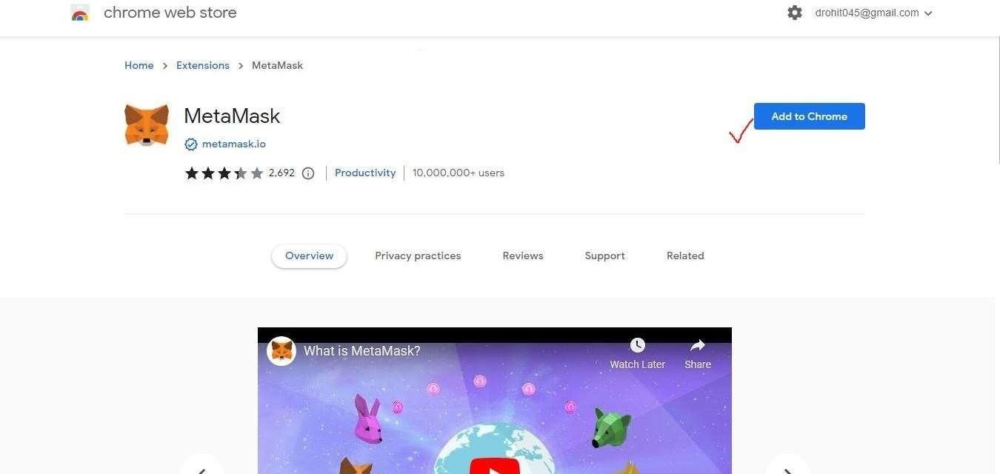 chrome web store
drohit045@gmail.com
Home > Extensions > MetaMask
MetaMask
Add to Chrome
metamask.io
2,692 Productivity 10,000,000+ users
Overview Privacy practices Reviews Support Related
What is MetaMask?
Watch Later Share